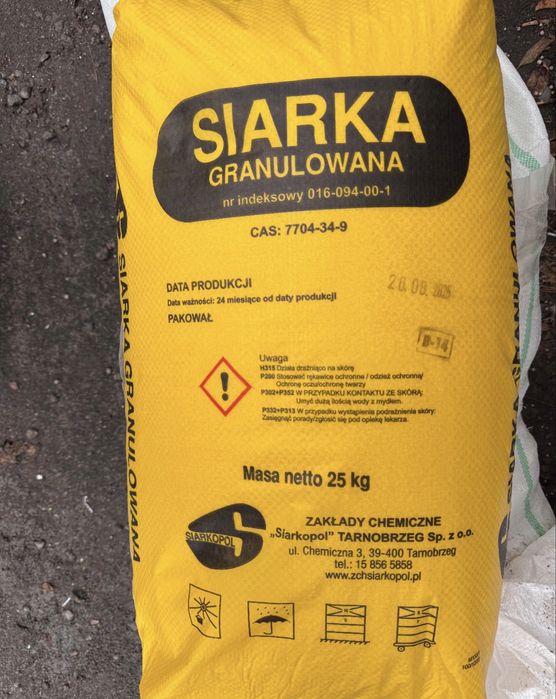 SIARKA
GRANULOWANA
nr indeksowy 016-094-00-1
CAS: 7704-34-9
DATA PRODUKCJI
Data ważności: 24 miesiące od daty produkcji
PAKOWAŁ
B-14
Uwaga
H315 Działa drażniąco na skórę
P280 Stosować rękawice ochronne / odzież ochronną/
Ochronę oczu/ochronę twarzy
P302+P352 W PRZYPADKU KONTAKTU ZE SKÓRĄ:
Umyć dużą ilością wody z mydłem.
P332+P313 W przypadku wystąpienia podrażnienia skóry:
Zasięgnąć porady/zgłosić się pod opiekę lekarza.
Masa netto 25 kg
SIARKOPOL
ZAKŁADY CHEMICZNE
„Siarkopol" TARNOBRZEG Sp. z o.o.
ul. Chemiczna 3, 39-400 Tarnobrzeg
tel.: 15 856 5858
www.zchsiarkopol.pl
SIARKA GRANULOWANA
SIARKA GRANULOWANA